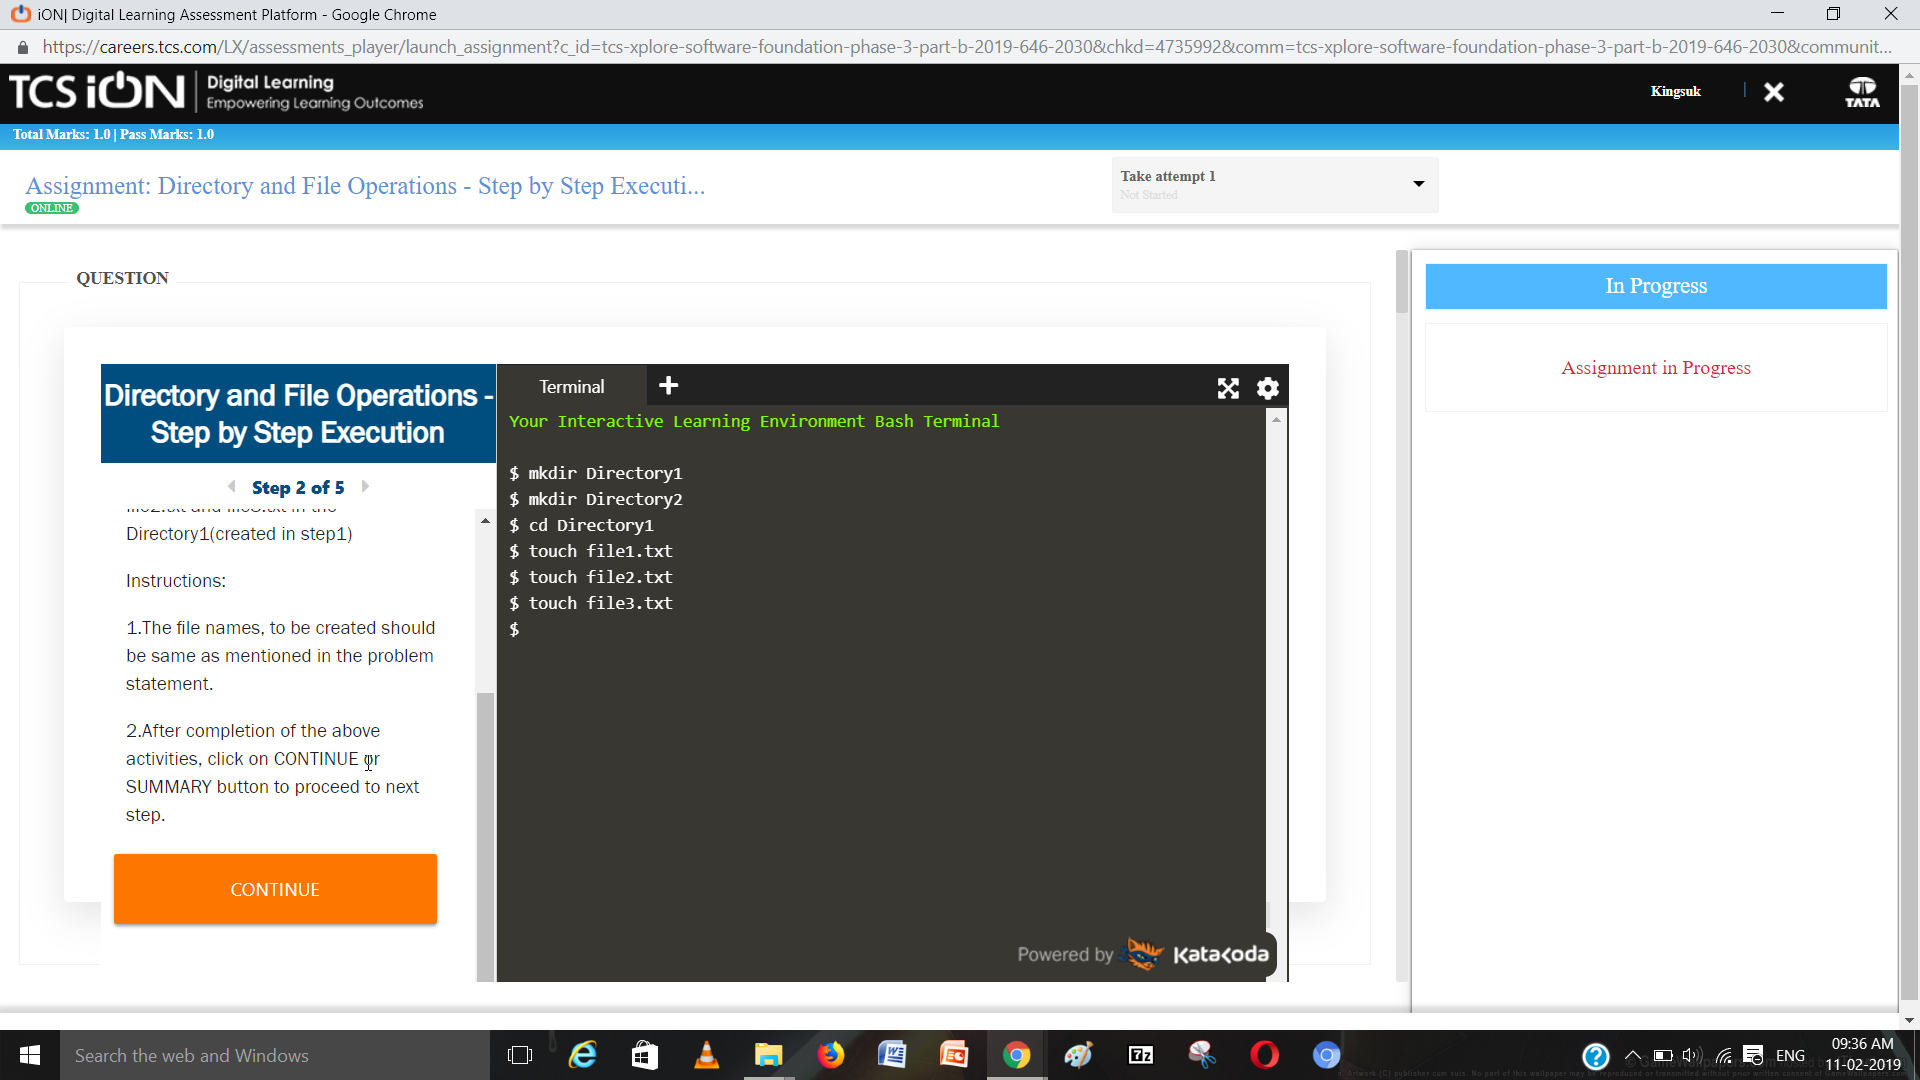 iON| Digital Learning Assessment Platform - Google Chrome
https://careers.tcs.com/LX/assessments_player/launch_assignment?c_id=tcs-xplore-software-foundation-phase-3-part-b-2019-646-2030&chkd=4735992&comm=tcs-xplore-software-foundation-phase-3-part-b-2019-646-2030&communit...
TCS iON Digital Learning
Empowering Learning Outcomes
Kingsuk
TATA
Total Marks: 1.0 | Pass Marks: 1.0
Assignment: Directory and File Operations - Step by Step Executi...
ONLINE
Take attempt 1
Not Started
QUESTION
In Progress
Assignment in Progress
Directory and File Operations -
Step by Step Execution
Step 2 of 5
file2.txt and file3.txt in the
Directory1(created in step1)
Instructions:
1.The file names, to be created should
be same as mentioned in the problem
statement.
2.After completion of the above
activities, click on CONTINUE or
SUMMARY button to proceed to next
step.
CONTINUE
Terminal
Your Interactive Learning Environment Bash Terminal
$ mkdir Directory1
$ mkdir Directory2
$ cd Directory1
$ touch file1.txt
$ touch file2.txt
$ touch file3.txt
$
Powered by Katacoda
Search the web and Windows
ENG
09:36 AM
11-02-2019